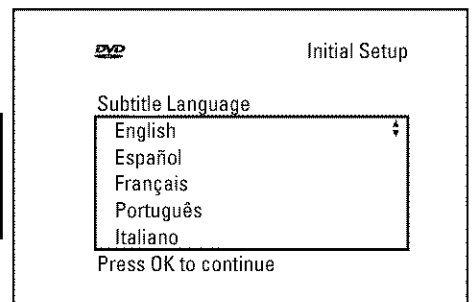 DVD
Initial Setup
Subtitle Language
English
Español
Français
Português
Italiano
Press OK to continue